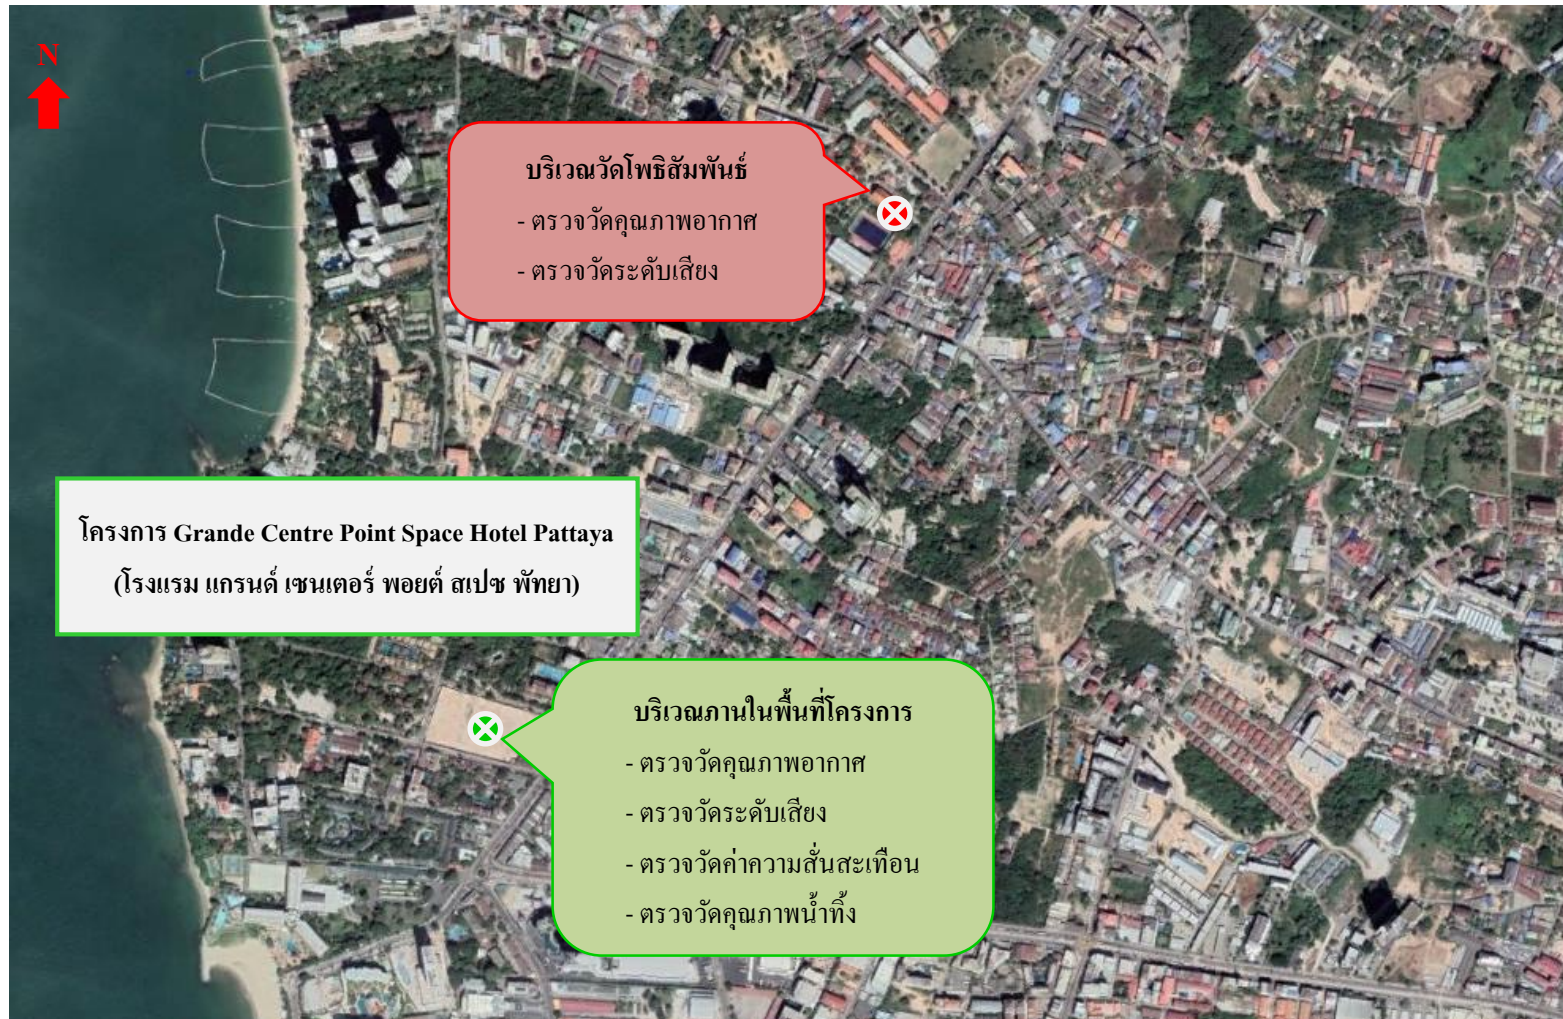 N
บริเวณวัดโพธิสัมพันธ์
- ตรวจวัดคุณภาพอากาศ
- ตรวจวัดระดับเสียง
โครงการ Grande Centre Point Space Hotel Pattaya
(โรงแรม แกรนด์ เซนเตอร์ พอยต์ สเปซ พัทยา)
บริเวณภานในพื้นที่โครงการ
- ตรวจวัดคุณภาพอากาศ
- ตรวจวัดระดับเสียง
- ตรวจวัดค่าความสั่นสะเทือน
- ตรวจวัดคุณภาพน้ำทิ้ง